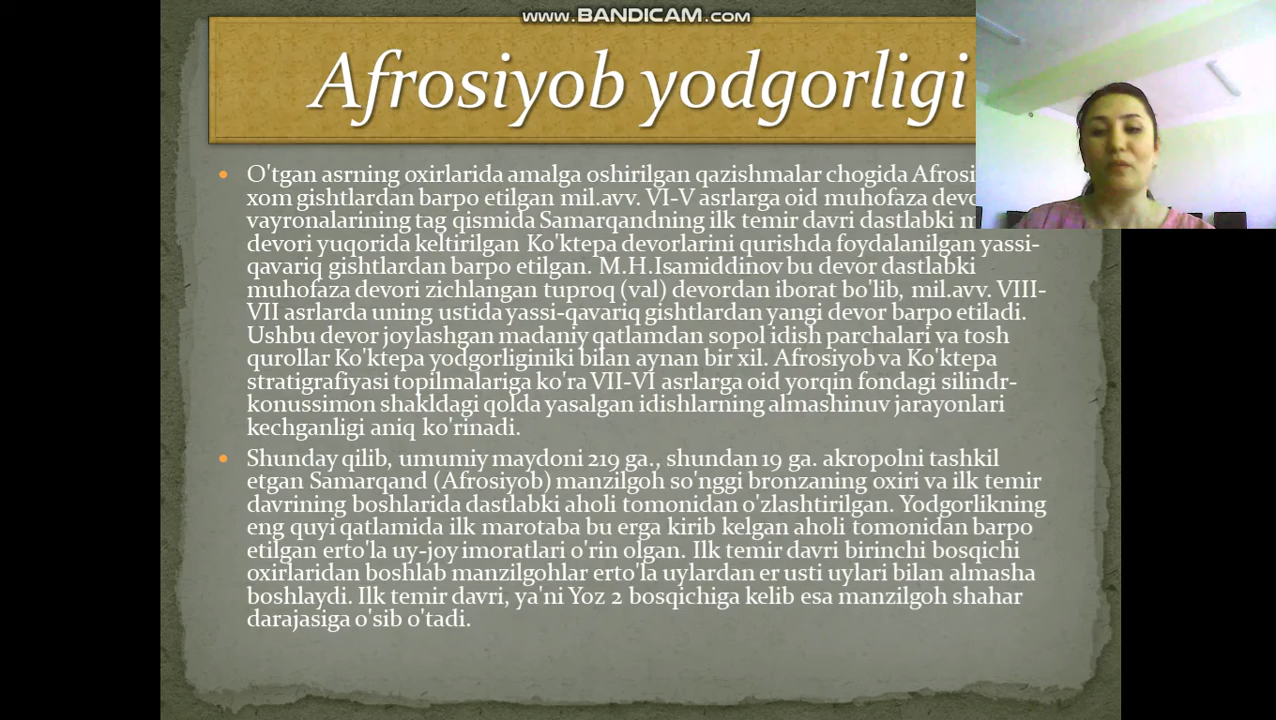 www.BANDICAM.com
Afrosiyob yodgorligi
O'tgan asrning oxirlarida amalga oshirilgan qazishmalar chogida
xom gishtlardan barpo etilgan mil.avv. VI-V asrlarga oid muhofaza
vayronalarining tag qismida Samarqandning ilk temir davri dastlabki
devori yuqorida keltirilgan Ko'ktepa devorlarini qurishda foydalanilgan yassi-
qavariq gishtlardan barpo etilgan. M.H.Isamiddinov bu devor dastlabki
muhofaza devori zichlangan tuproq (val) devordan iborat bo'lib, mil.avv. VIII-
VII asrlarda uning ustida yassi-qavariq gishtlardan yangi devor barpo etiladi.
Ushbu devor joylashgan madaniy qatlamdan sopol idish parchalari va tosh
qurollar Ko'ktepa yodgorliginiki bilan aynan bir xil. Afrosiyob va Ko'ktepa
stratigrafiyasi topilmalariga ko'ra VII-VI asrlarga oid yorqin fondagi silindr-
konussimon shakldagi qolda yasalgan idishlarning almashinuv jarayonlari
kechganligi aniq ko'rinadi.
Shunday qilib, umumiy maydoni 219 ga., shundan 19 ga. akropolni tashkil
etgan Samarqand (Afrosiyob) manzilgoh so'nggi bronzaning oxiri va ilk temir
davrining boshlarida dastlabki aholi tomonidan o'zlashtirilgan. Yodgorlikning
eng quyi qatlamida ilk marotaba bu erga kirib kelgan aholi tomonidan barpo
etilgan erto'la uy-joy imoratlari o'rin olgan. Ilk temir davri birinchi bosqichi
oxirlaridan boshlab manzilgohlar erto'la uylardan er usti uylari bilan almasha
boshlaydi. Ilk temir davri, ya'ni Yoz 2 bosqichiga kelib esa manzilgoh shahar
darajasiga o'sib o'tadi.